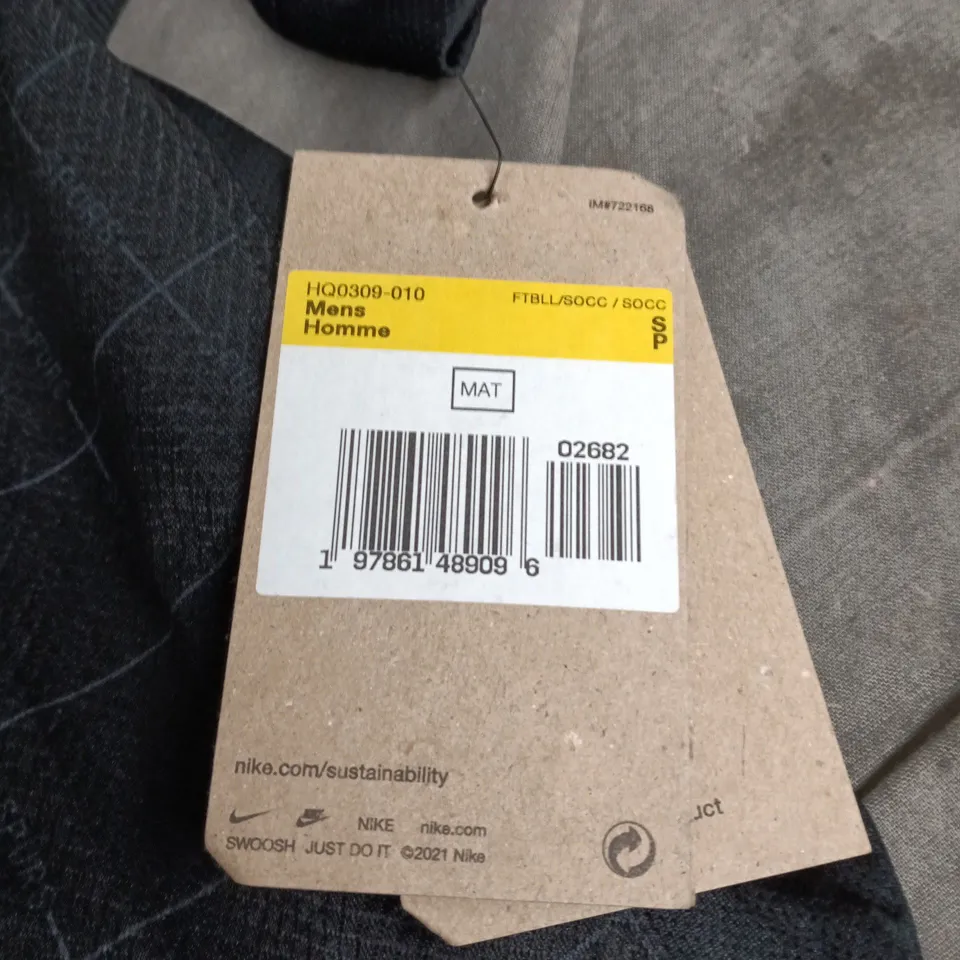 IM#722168
HQ0309-010
FTBLL/SOCC / SOCC
Mens
Homme
S
P
MAT
02682
1 97861 48909 6
nike.com/sustainability
NIKE nike.com
SWOOSH JUST DO IT ©2021 Nike
uct